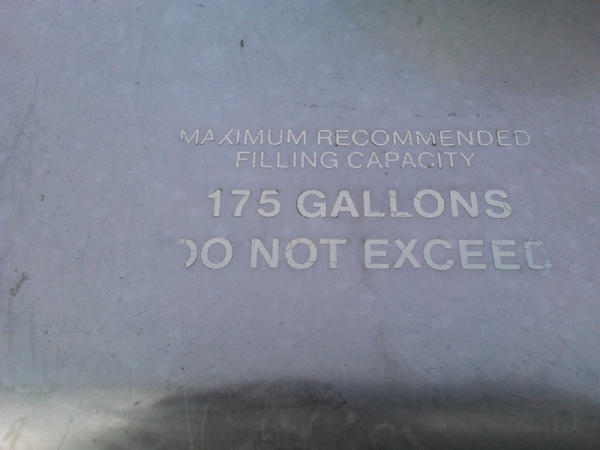 MAXIMUM RECOMMENDED
FILLING CAPACITY
175 GALLONS
DO NOT EXCEED